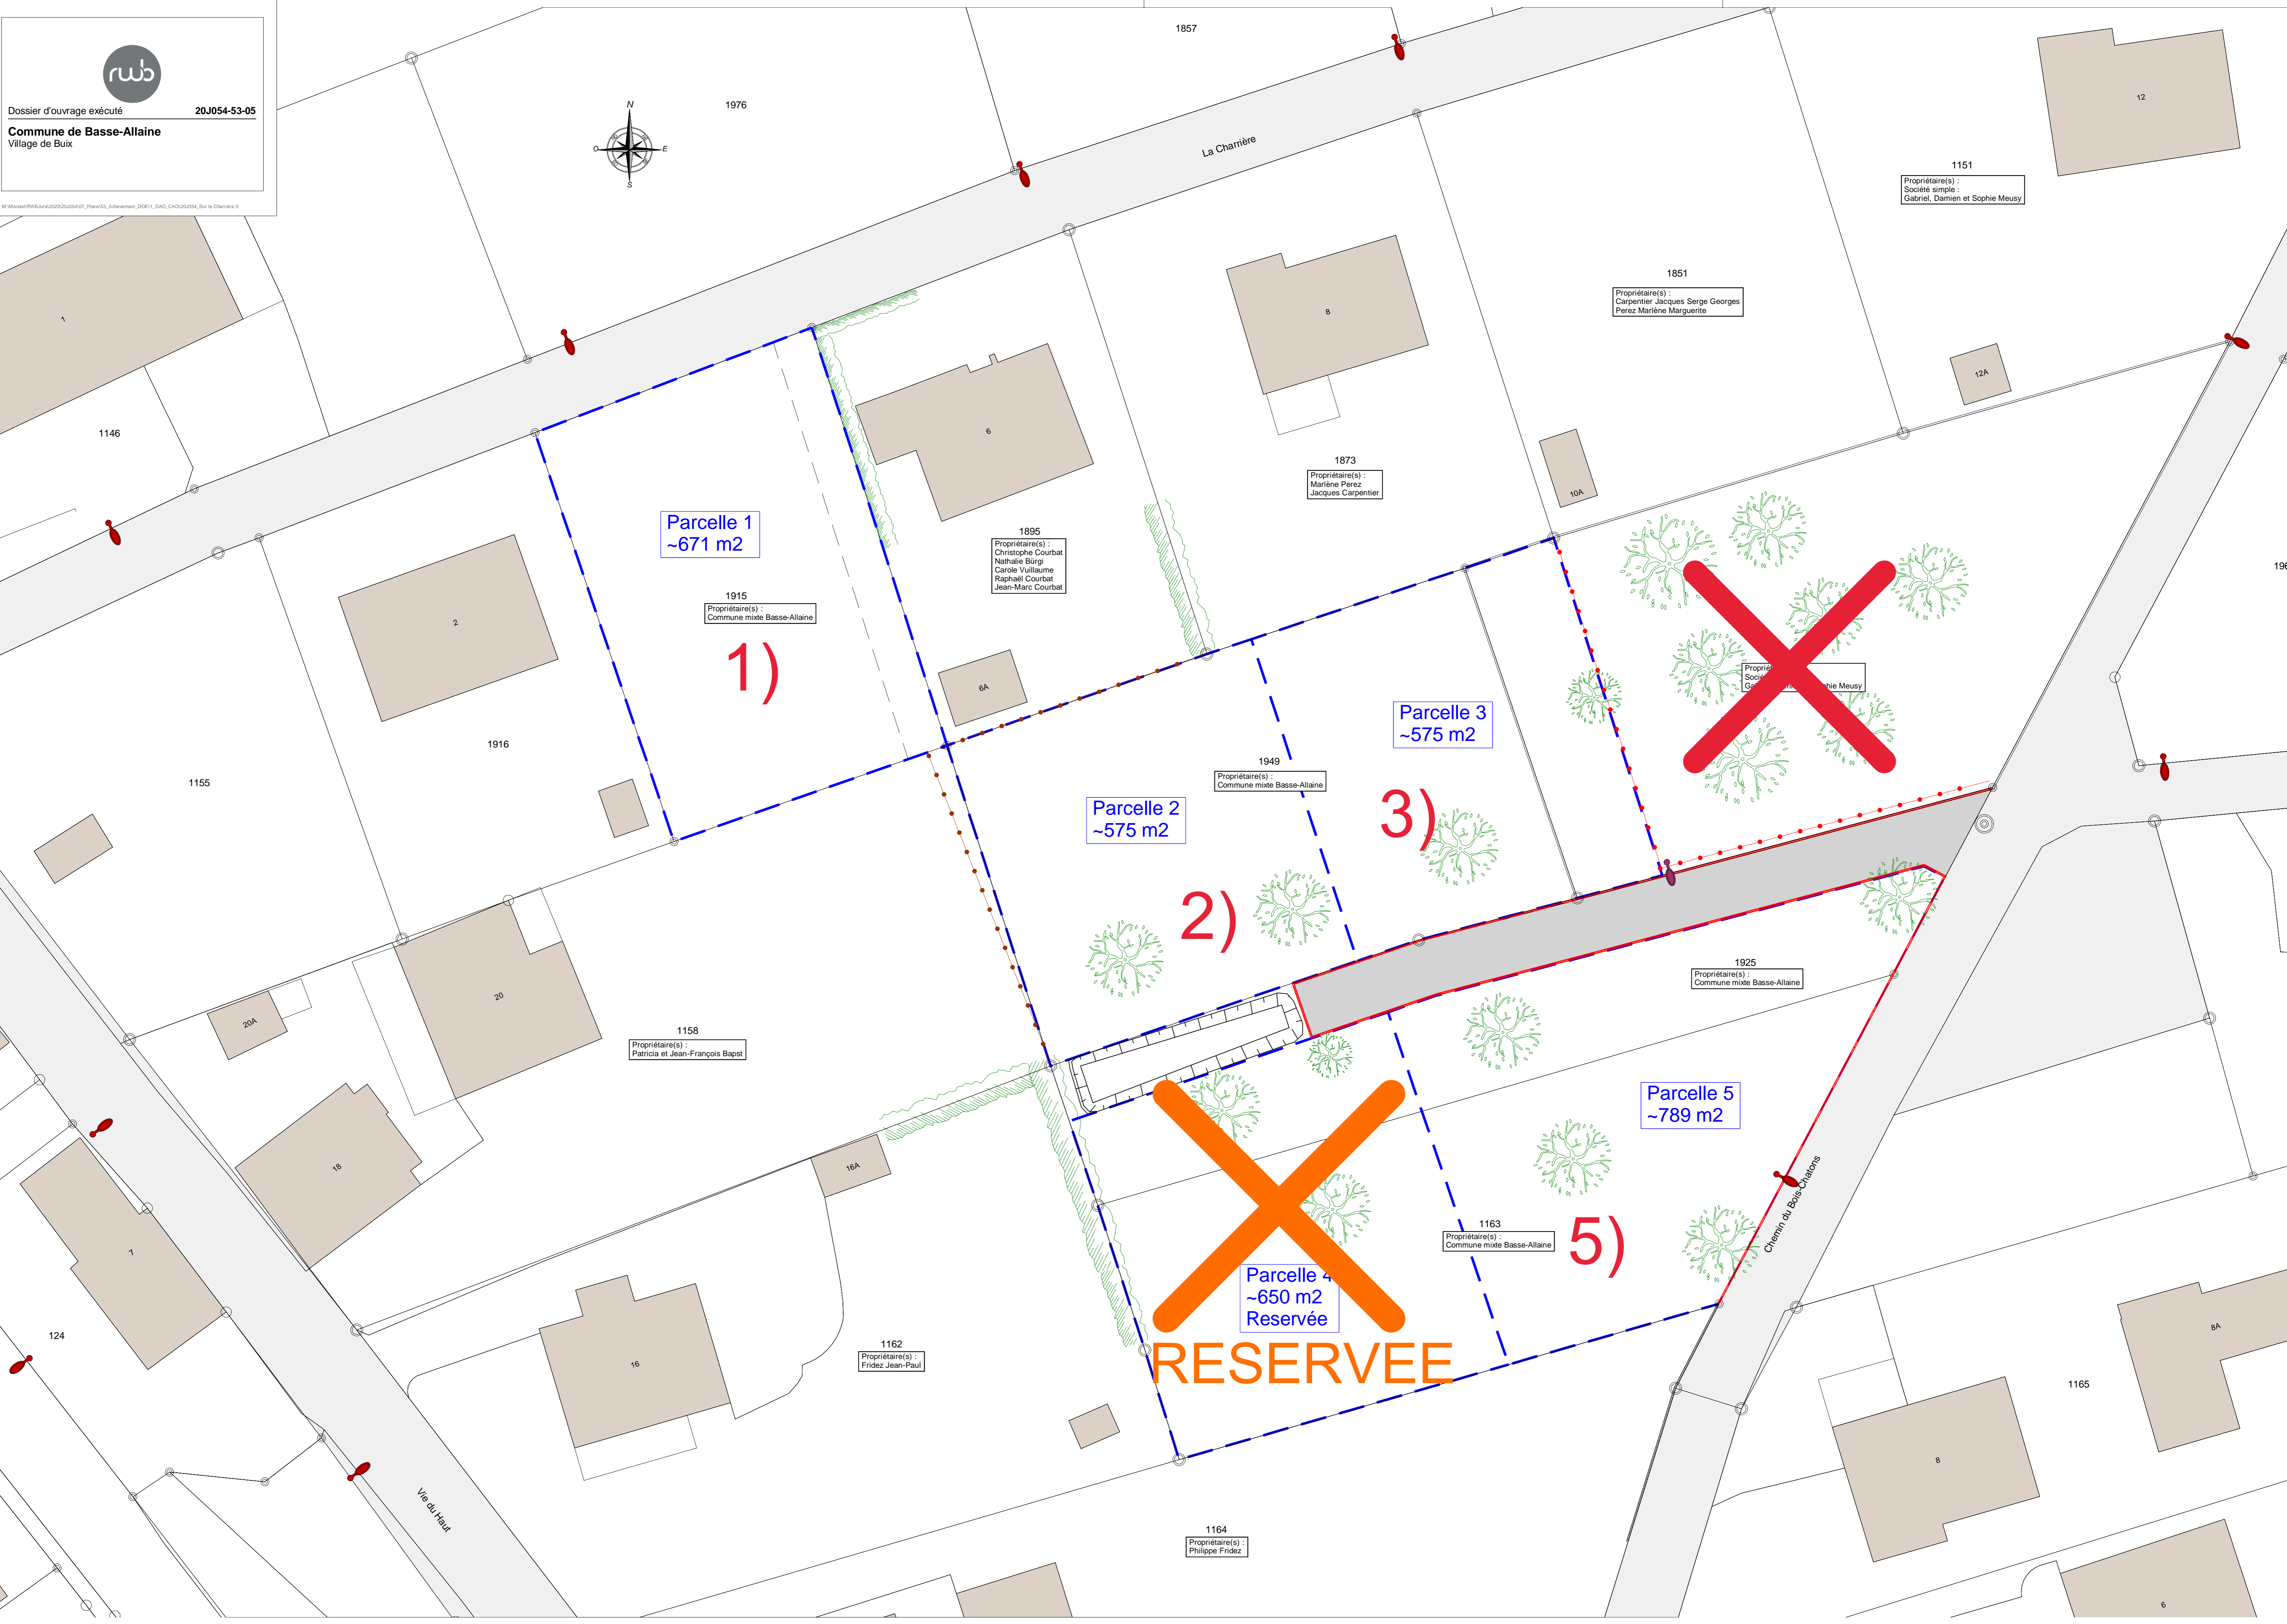 rwb
Dossier d'ouvrage exécuté 20J054-53-05
Commune de Basse-Allaine
Village de Buix
N
O
E
S
1857
1976
La Charrière
12
1151
Propriétaire(s) :
Société simple :
Gabriel, Damien et Sophie Meusy
1851
Propriétaire(s) :
Carpentier Jacques Serge Georges
Perez Marlène Marguerite
1
8
12A
1146
6
1873
Propriétaire(s) :
Marlène Perez
Jacques Carpentier
10A
Parcelle 1
~671 m2
1895
Propriétaire(s) :
Christophe Courbat
Nathalie Bürgi
Carole Vuillaume
Raphaël Courbat
Jean-Marc Courbat
196
1915
Propriétaire(s) :
Commune mixte Basse-Allaine
2
1)
6A
Meusy
Parcelle 3
~575 m2
1916
1949
Propriétaire(s) :
Commune mixte Basse-Allaine
1155
Parcelle 2
~575 m2
3)
2)
1925
Propriétaire(s) :
Commune mixte Basse-Allaine
20
20A
1158
Propriétaire(s) :
Patricia et Jean-François Bapst
Parcelle 5
~789 m2
18
16A
Chemin du Bois-Chatons
1163
Propriétaire(s) :
Commune mixte Basse-Allaine
5)
7
Parcelle 4
~650 m2
Reservée
RESERVEE
124
1162
Propriétaire(s) :
Fridez Jean-Paul
16
8A
1165
8
Vie du Haut
1164
Propriétaire(s) :
Philippe Fridez
6